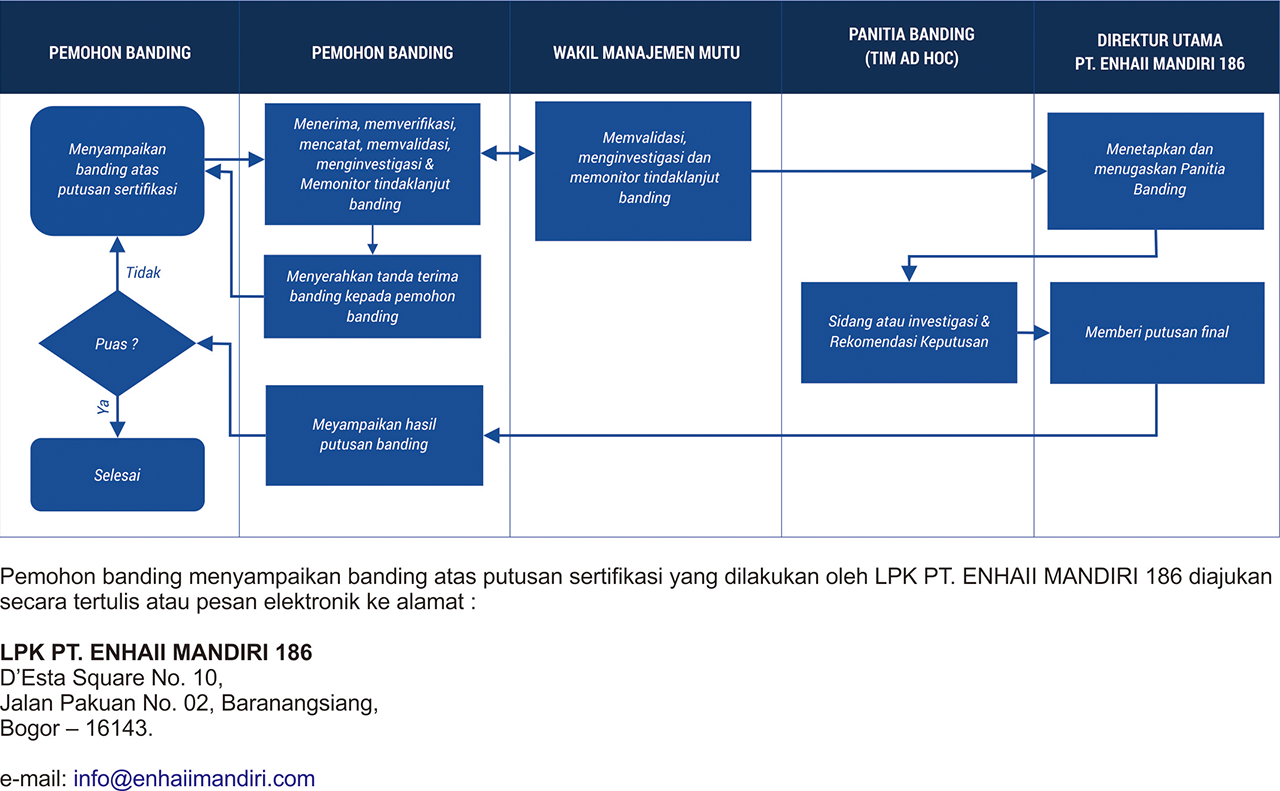 PEMOHON BANDING
PEMOHON BANDING
WAKIL MANAJEMEN MUTU
PANITIA BANDING
(TIM AD HOC)
DIREKTUR UTAMA
PT. ENHAII MANDIRI 186
Menyampaikan
banding atas
putusan sertifikasi
Menerima, memverifikasi,
mencatat, memvalidasi,
menginvestigasi &
Memonitor tindaklanjut
banding
Memvalidasi,
menginvestigasi dan
memonitor tindaklanjut
banding
Menetapkan dan
menugaskan Panitia
Banding
Tidak
Menyerahkan tanda terima
banding kepada pemohon
banding
Sidang atau investigasi &
Rekomendasi Keputusan
Memberi putusan final
Puas ?
Ya
Meyampaikan hasil
putusan banding
Selesai
Pemohon banding menyampaikan banding atas putusan sertifikasi yang dilakukan oleh LPK PT. ENHAII MANDIRI 186 diajukan
secara tertulis atau pesan elektronik ke alamat :
LPK PT. ENHAII MANDIRI 186
D’Esta Square No. 10,
Jalan Pakuan No. 02, Baranangsiang,
Bogor – 16143.
e-mail: info@enhaiimandiri.com